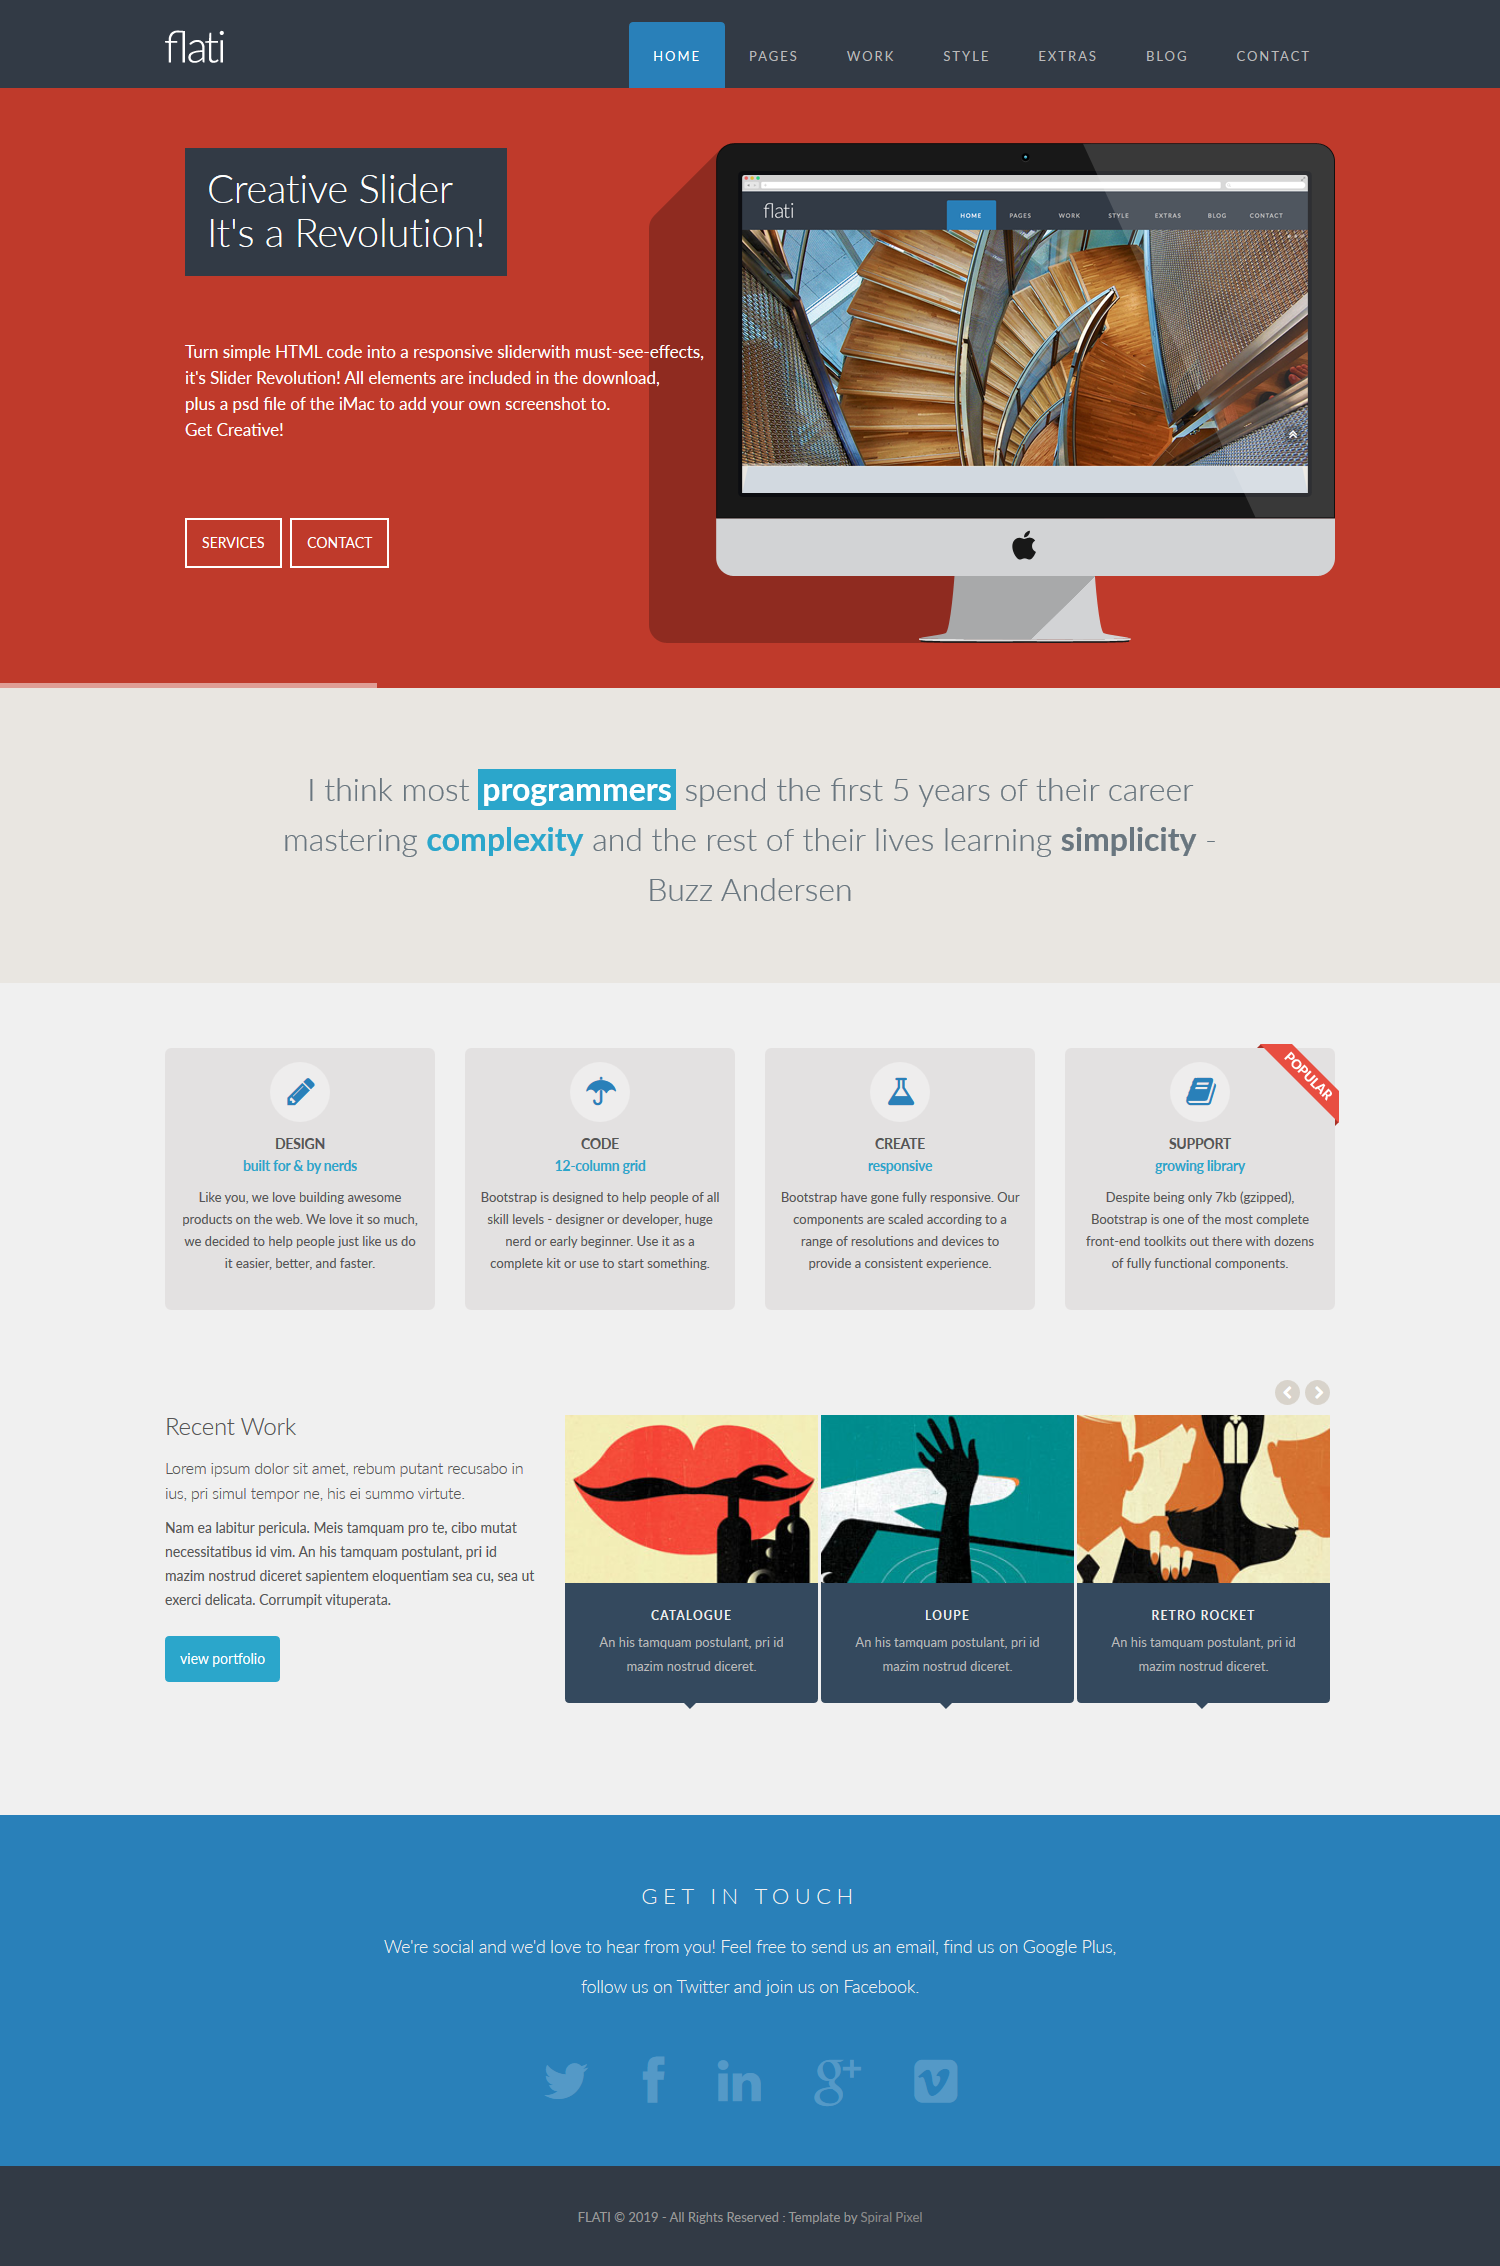 flati
HOME PAGES WORK STYLE EXTRAS BLOG CONTACT
Creative Slider
It's a Revolution!
flati
HOME PAGES WORK STYLE EXTRAS BLOG CONTACT
Turn simple HTML code into a responsive sliderwith must-see-effects,
it's Slider Revolution! All elements are included in the download,
plus a psd file of the iMac to add your own screenshot to.
Get Creative!
SERVICES CONTACT
I think most programmers spend the first 5 years of their career
mastering complexity and the rest of their lives learning simplicity -
Buzz Andersen
DESIGN
built for & by nerds
Like you, we love building awesome
products on the web. We love it so much,
we decided to help people just like us do
it easier, better, and faster.
CODE
12-column grid
Bootstrap is designed to help people of all
skill levels - designer or developer, huge
nerd or early beginner. Use it as a
complete kit or use to start something.
CREATE
responsive
Bootstrap have gone fully responsive. Our
components are scaled according to a
range of resolutions and devices to
provide a consistent experience.
POPULAR
SUPPORT
growing library
Despite being only 7kb (gzipped),
Bootstrap is one of the most complete
front-end toolkits out there with dozens
of fully functional components.
Recent Work
Lorem ipsum dolor sit amet, rebum putant recusabo in
ius, pri simul tempor ne, his ei summo virtute.
Nam ea labitur pericula. Meis tamquam pro te, cibo mutat
necessitatibus id vim. An his tamquam postulant, pri id
mazim nostrud diceret sapientem eloquentiam sea cu, sea ut
exerci delicata. Corrumpit vituperata.
view portfolio
CATALOGUE
An his tamquam postulant, pri id
mazim nostrud diceret.
LOUPE
An his tamquam postulant, pri id
mazim nostrud diceret.
RETRO ROCKET
An his tamquam postulant, pri id
mazim nostrud diceret.
GET IN TOUCH
We're social and we'd love to hear from you! Feel free to send us an email, find us on Google Plus,
follow us on Twitter and join us on Facebook.
FLATI © 2019 - All Rights Reserved : Template by Spiral Pixel